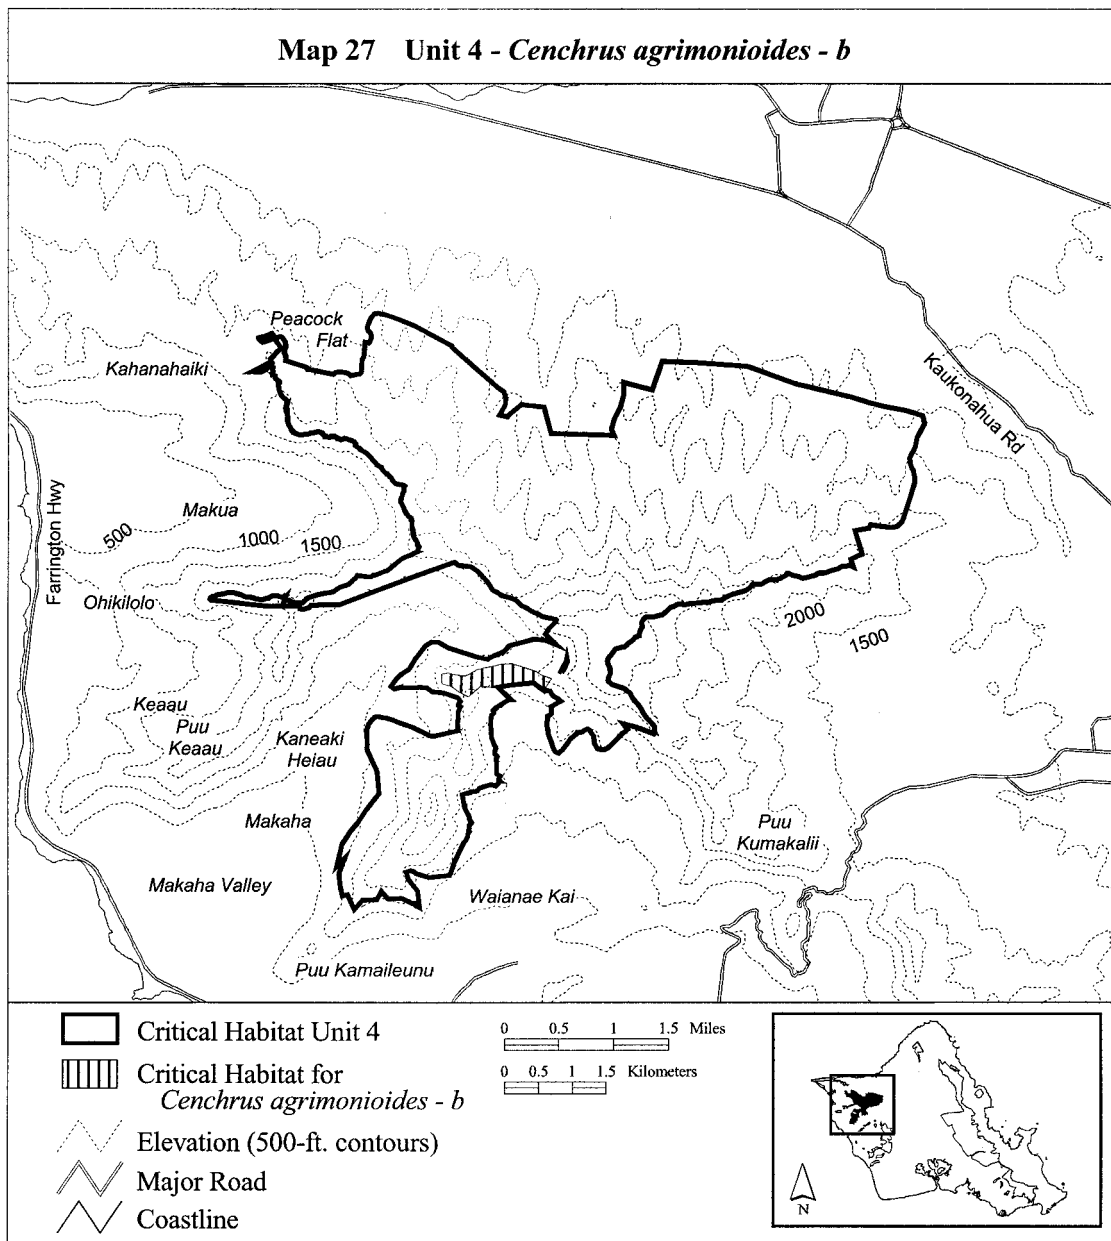 Map 27 Unit 4 - Cenchrus agrimonioides - b
Peacock
Flat
Kahanahaiki
Kaukonahua Rd
Farrington Hwy
Makua
500
1000
1500
Ohikilolo
2000
1500
Keaau
Puu
Keaau
Kaneaki
Heiau
Makaha
Puu
Kumakalii
Makaha Valley
Waianae Kai
Puu Kamaileunu
Critical Habitat Unit 4
Critical Habitat for
Cenchrus agrimonioides - b
Elevation (500-ft. contours)
Major Road
Coastline
0 0.5 1 1.5 Miles
0 0.5 1 1.5 Kilometers
N